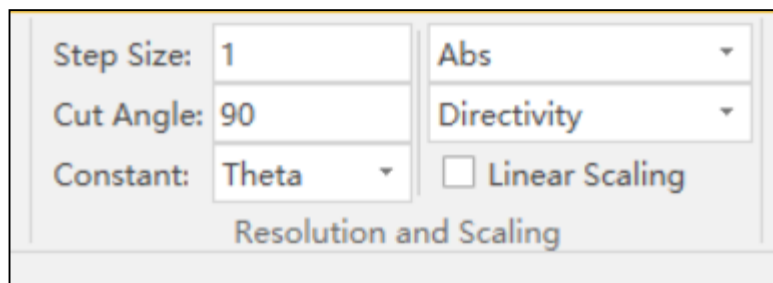 Step Size: 1 Abs
Cut Angle: 90 Directivity
Constant: Theta Linear Scaling
Resolution and Scaling